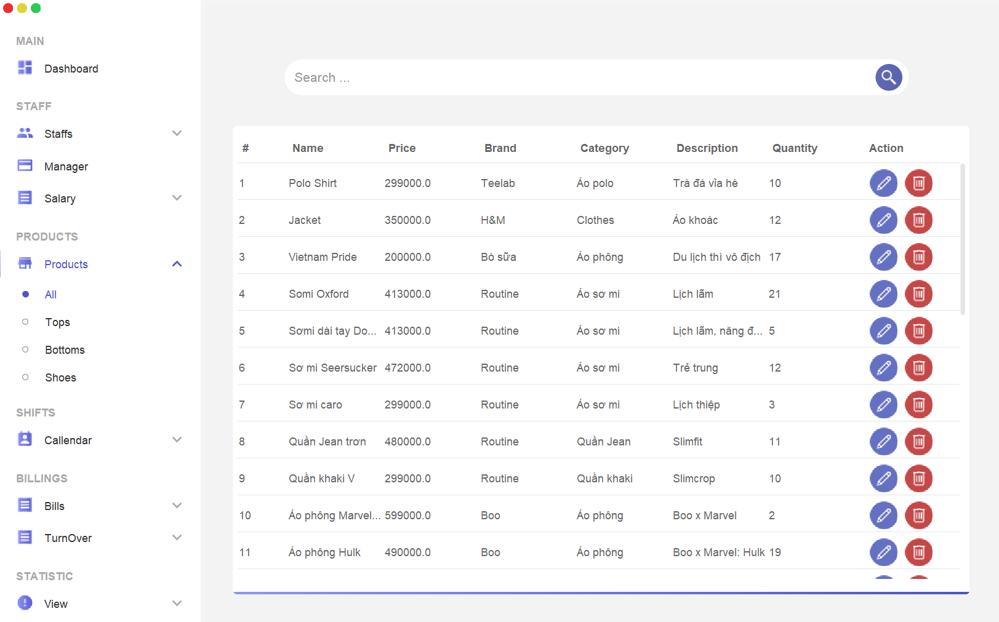 MAIN
Dashboard
STAFF
Staffs
Manager
Salary
PRODUCTS
Products
All
Tops
Bottoms
Shoes
SHIFTS
Callendar
BILLINGS
Bills
TurnOver
STATISTIC
View
Search ...
# Name Price Brand Category Description Quantity Action
1 Polo Shirt 299000.0 Teelab Áo polo Trà đá vỉa hè 10
2 Jacket 350000.0 H&M Clothes Áo khoác 12
3 Vietnam Pride 200000.0 Bò sữa Áo phông Du lịch thì vô địch 17
4 Somi Oxford 413000.0 Routine Áo sơ mi Lịch lãm 21
5 Sơmi dài tay Do... 413000.0 Routine Áo sơ mi Lịch lãm, năng đ... 5
6 Sơ mi Seersucker 472000.0 Routine Áo sơ mi Trẻ trung 12
7 Sơ mi caro 299000.0 Routine Áo sơ mi Lịch thiệp 3
8 Quần Jean trơn 480000.0 Routine Quần Jean Slimfit 11
9 Quần khaki V 299000.0 Routine Quần khaki Slimcrop 10
10 Áo phông Marvel... 599000.0 Boo Áo phông Boo x Marvel 2
11 Áo phông Hulk 490000.0 Boo Áo phông Boo x Marvel: Hulk 19